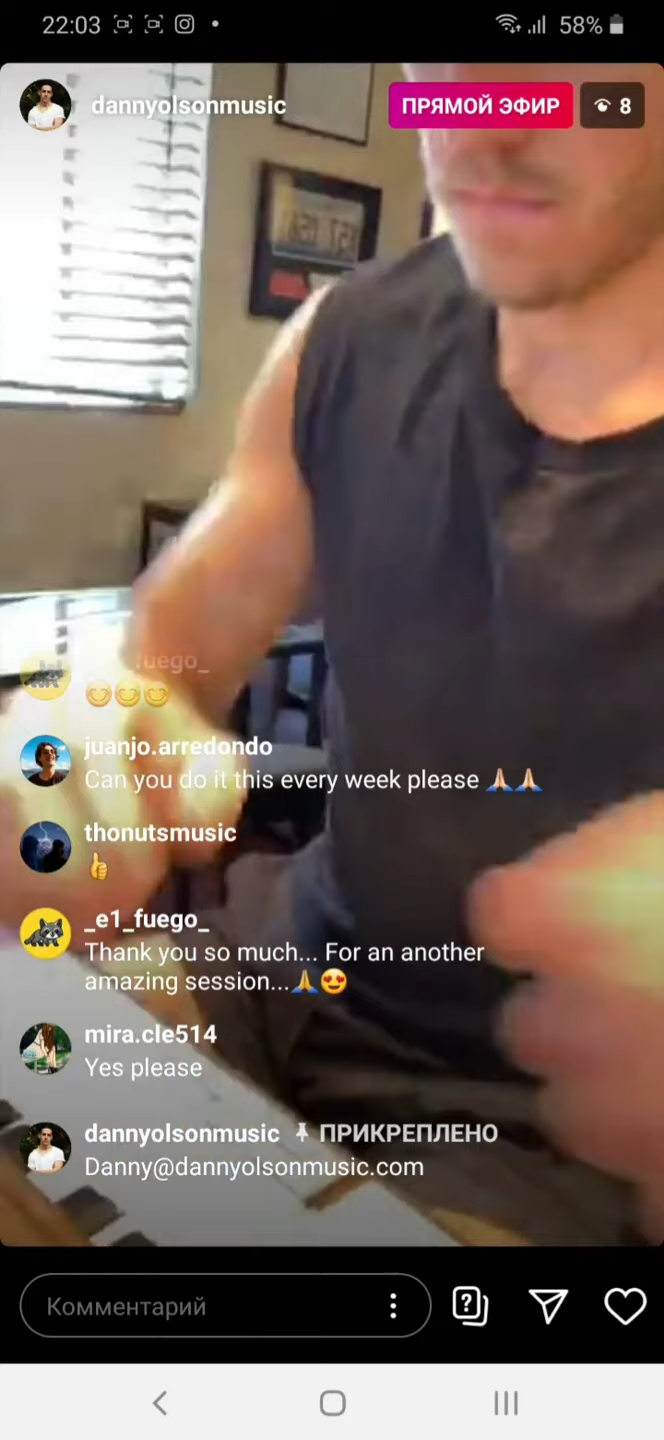 22:03
58%
dannyolsonmusic
ПРЯМОЙ ЭФИР
8
fuego_
😊😊😊
juanjo.arredondo
Can you do it this every week please 🙏🙏
thonutsmusic
👍
_e1_fuego_
Thank you so much... For an another
amazing session...🙏😍
mira.cle514
Yes please
dannyolsonmusic ПРИКРЕПЛЕНО
Danny@dannyolsonmusic.com
Комментарий